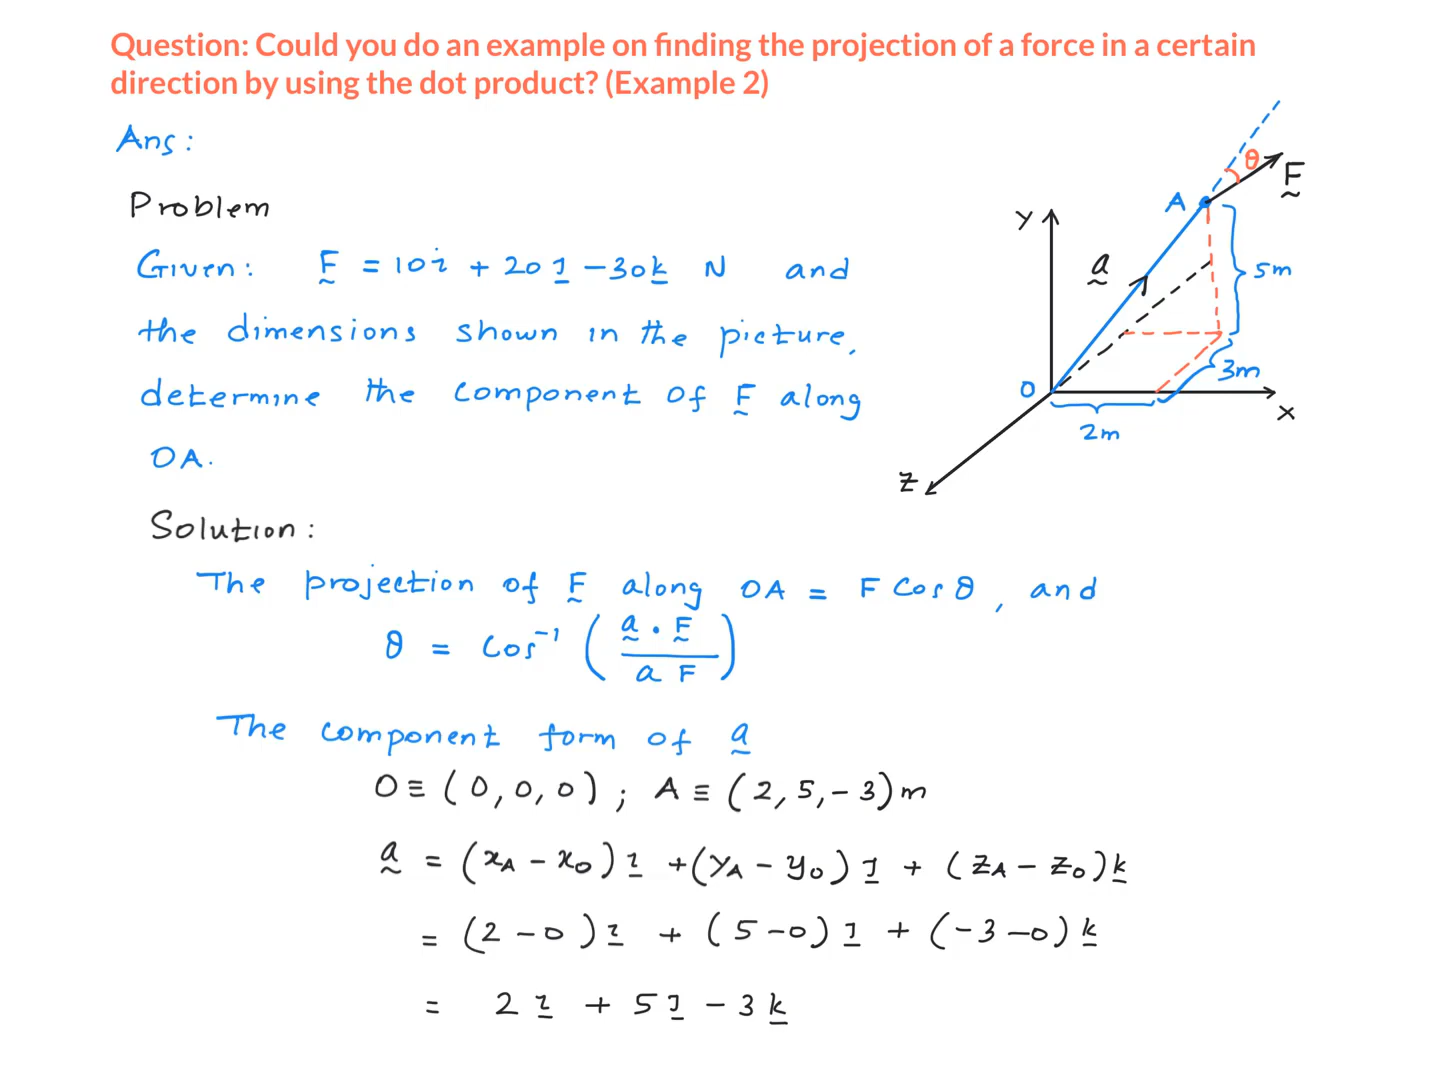 Question: Could you do an example on finding the projection of a force in a certain
direction by using the dot product? (Example 2)
Ans:
Problem
Given: F = 10i + 20j - 30k N and
the dimensions shown in the picture,
determine the component of F along
OA.
y
A
θ
F
a
5m
3m
O
2m
x
z
Solution:
The projection of F along OA = F Cos θ, and
θ = Cos⁻¹ (a · F / a F)
The component form of a
O ≡ (0, 0, 0); A ≡ (2, 5, -3) m
a = (xA - xO) i + (yA - yO) j + (zA - zO) k
= (2 - 0) i + (5 - 0) j + (-3 - 0) k
= 2 i + 5 j - 3 k